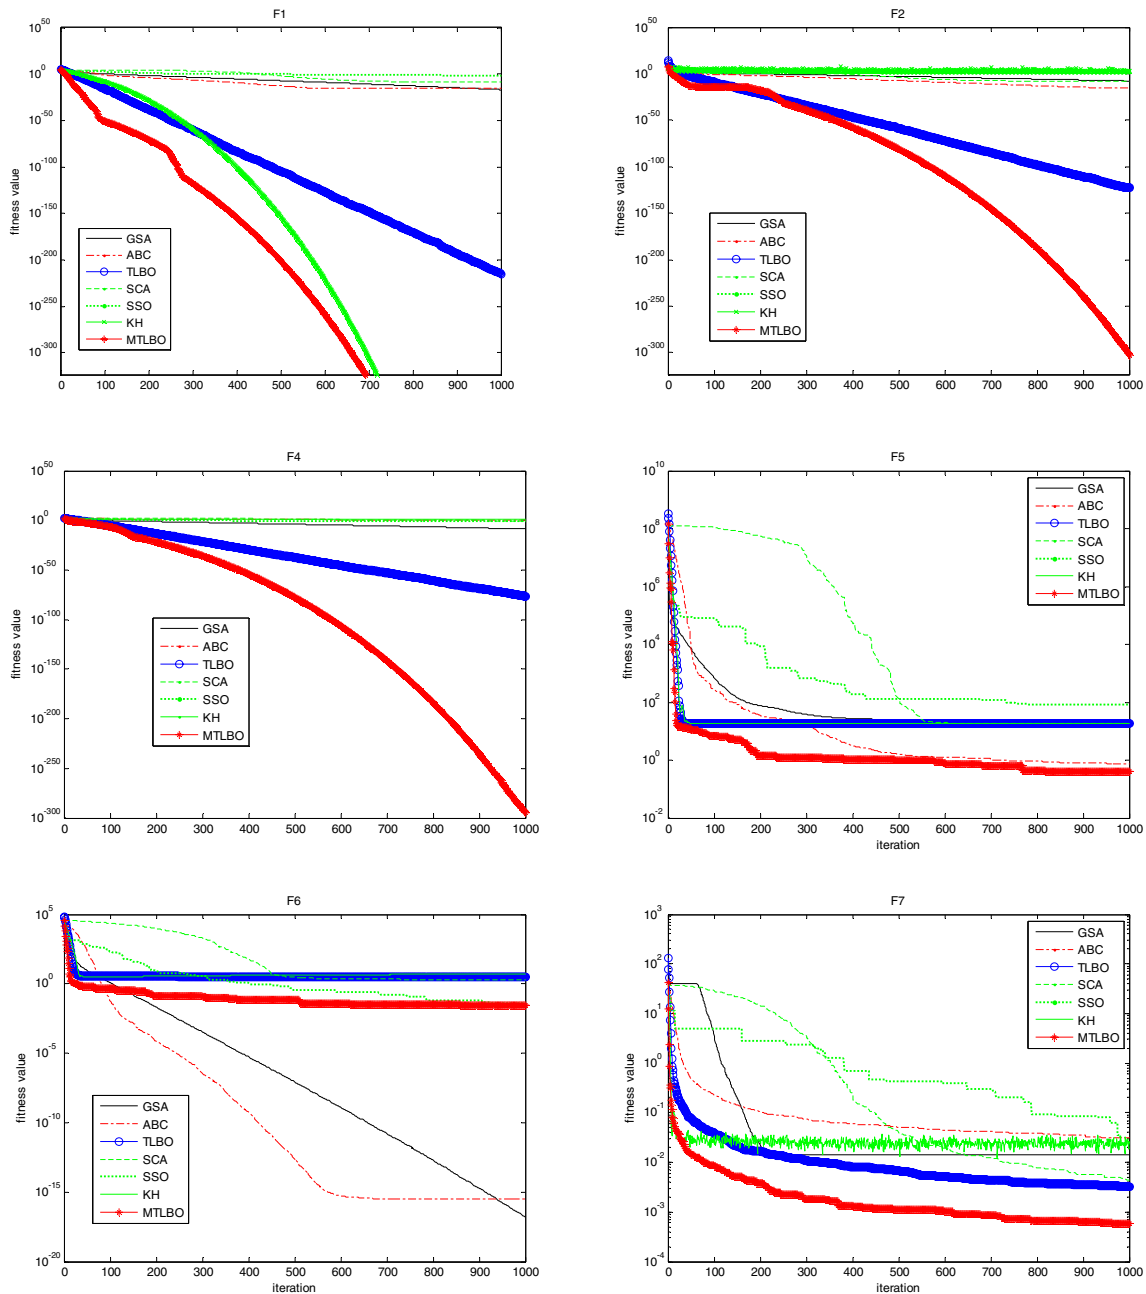 F1
fitness value
10^50
10^0
10^-50
10^-100
10^-150
10^-200
10^-250
10^-300
0 100 200 300 400 500 600 700 800 900 1000
GSA
ABC
TLBO
SCA
SSO
KH
MTLBO
F2
fitness value
10^50
10^0
10^-50
10^-100
10^-150
10^-200
10^-250
10^-300
0 100 200 300 400 500 600 700 800 900 1000
GSA
ABC
TLBO
SCA
SSO
KH
MTLBO
F4
fitness value
10^50
10^0
10^-50
10^-100
10^-150
10^-200
10^-250
10^-300
0 100 200 300 400 500 600 700 800 900 1000
GSA
ABC
TLBO
SCA
SSO
KH
MTLBO
F5
fitness value
10^10
10^8
10^6
10^4
10^2
10^0
10^-2
0 100 200 300 400 500 600 700 800 900 1000
iteration
GSA
ABC
TLBO
SCA
SSO
KH
MTLBO
F6
fitness value
10^5
10^0
10^-5
10^-10
10^-15
10^-20
0 100 200 300 400 500 600 700 800 900 1000
iteration
GSA
ABC
TLBO
SCA
SSO
KH
MTLBO
F7
fitness value
10^3
10^2
10^1
10^0
10^-1
10^-2
10^-3
10^-4
0 100 200 300 400 500 600 700 800 900 1000
iteration
GSA
ABC
TLBO
SCA
SSO
KH
MTLBO